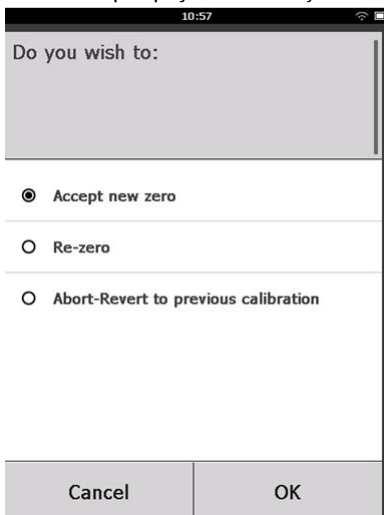 10:57
Do you wish to:
Accept new zero
Re-zero
Abort-Revert to previous calibration
Cancel
OK